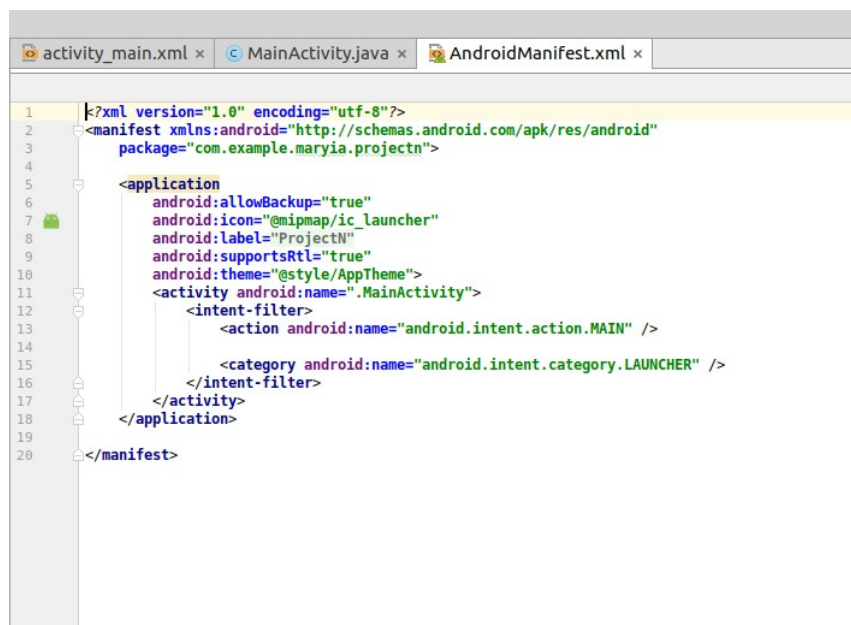 activity_main.xml × MainActivity.java × AndroidManifest.xml ×
1 <?xml version="1.0" encoding="utf-8"?>
2 <manifest xmlns:android="http://schemas.android.com/apk/res/android"
3 package="com.example.maryia.projectn">
4
5 <application
6 android:allowBackup="true"
7 android:icon="@mipmap/ic_launcher"
8 android:label="ProjectN"
9 android:supportsRtl="true"
10 android:theme="@style/AppTheme">
11 <activity android:name=".MainActivity">
12 <intent-filter>
13 <action android:name="android.intent.action.MAIN" />
14
15 <category android:name="android.intent.category.LAUNCHER" />
16 </intent-filter>
17 </activity>
18 </application>
19
20 </manifest>